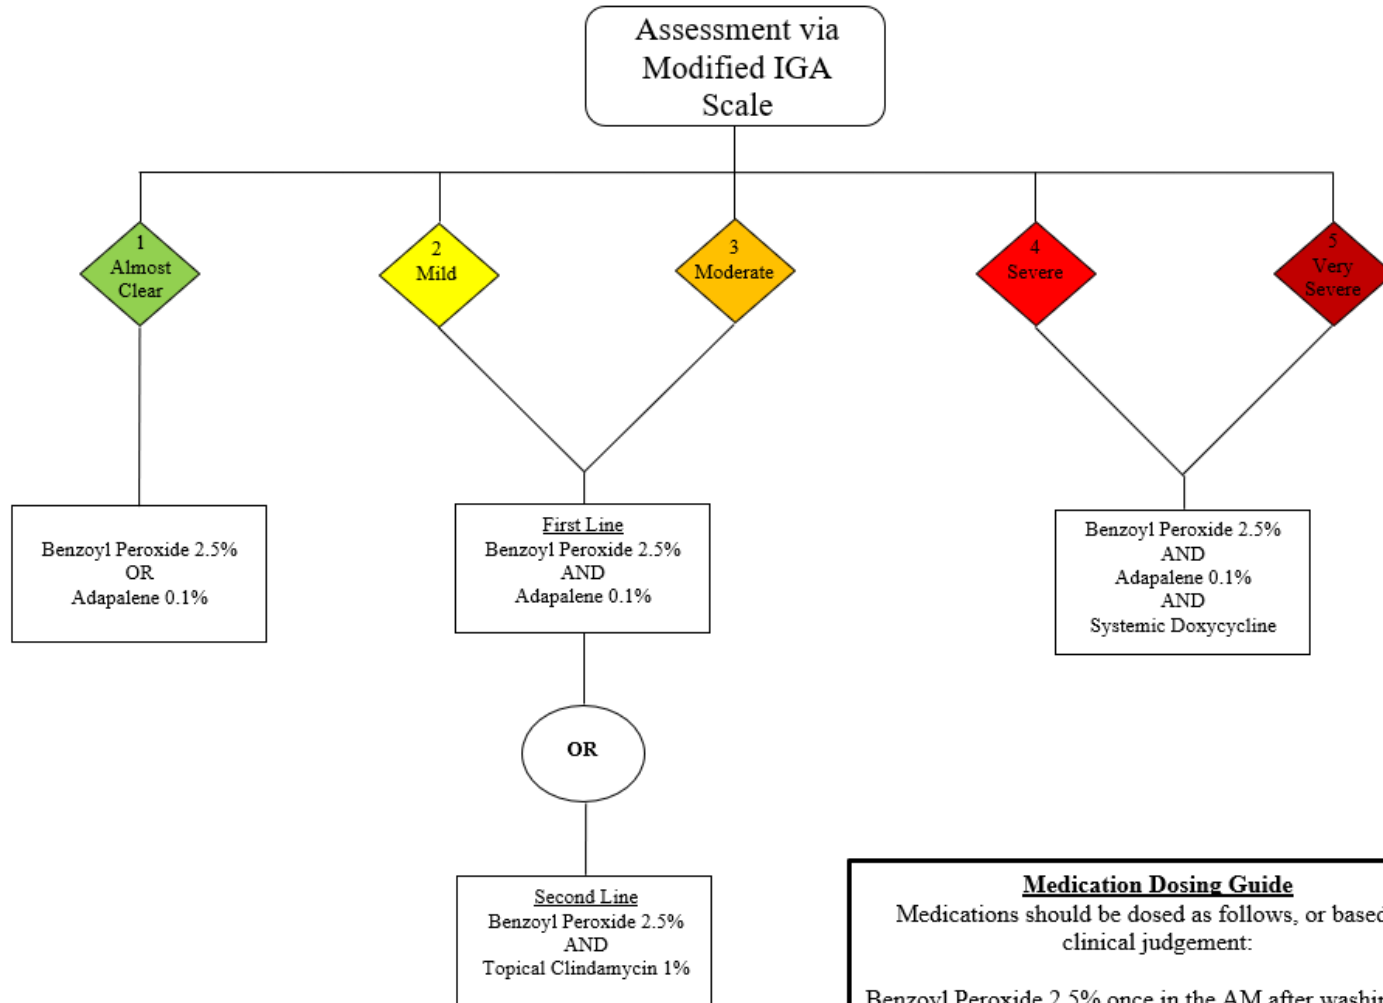 Assessment via
Modified IGA
Scale
1
Almost
Clear
2
Mild
3
Moderate
4
Severe
5
Very
Severe
Benzoyl Peroxide 2.5%
OR
Adapalene 0.1%
First Line
Benzoyl Peroxide 2.5%
AND
Adapalene 0.1%
Benzoyl Peroxide 2.5%
AND
Adapalene 0.1%
AND
Systemic Doxycycline
OR
Second Line
Benzoyl Peroxide 2.5%
AND
Topical Clindamycin 1%
Medication Dosing Guide
Medications should be dosed as follows, or based
clinical judgement:
Benzoyl Peroxide 2.5% once in the AM after